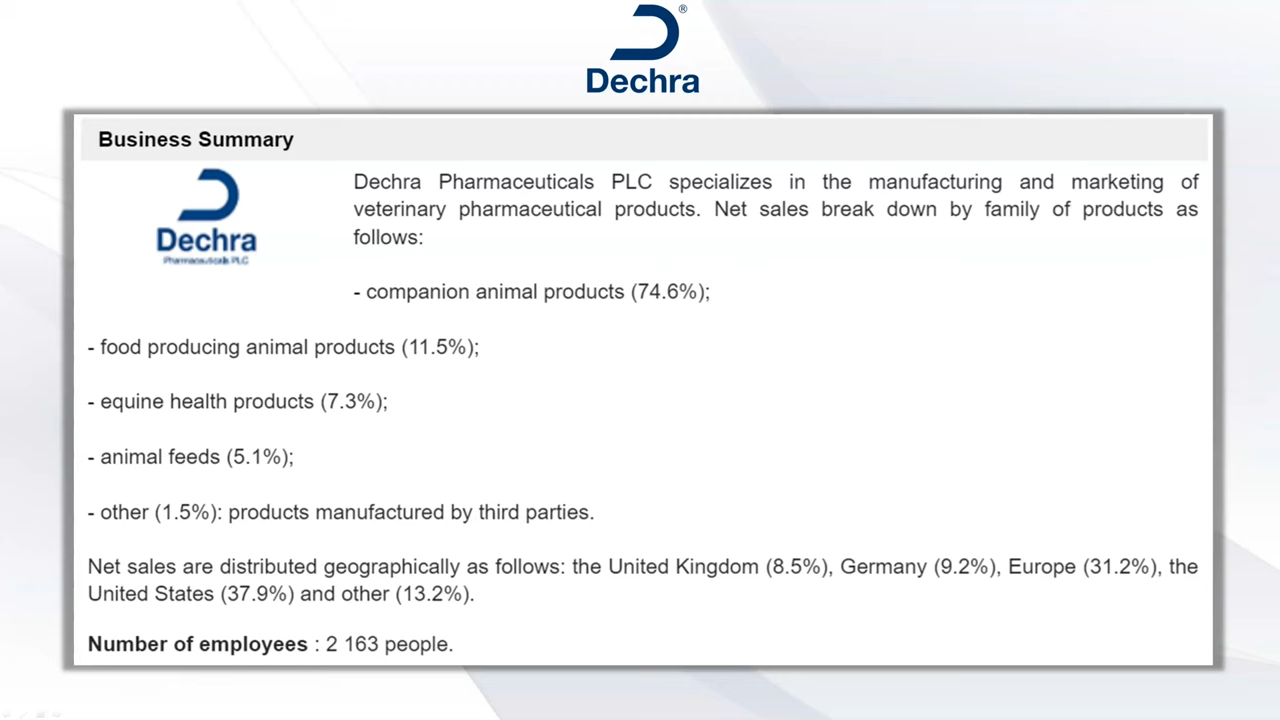 Dechra
Business Summary
Dechra
Pharmaceuticals PLC
Dechra Pharmaceuticals PLC specializes in the manufacturing and marketing of
veterinary pharmaceutical products. Net sales break down by family of products as
follows:
- companion animal products (74.6%);
- food producing animal products (11.5%);
- equine health products (7.3%);
- animal feeds (5.1%);
- other (1.5%): products manufactured by third parties.
Net sales are distributed geographically as follows: the United Kingdom (8.5%), Germany (9.2%), Europe (31.2%), the
United States (37.9%) and other (13.2%).
Number of employees : 2 163 people.